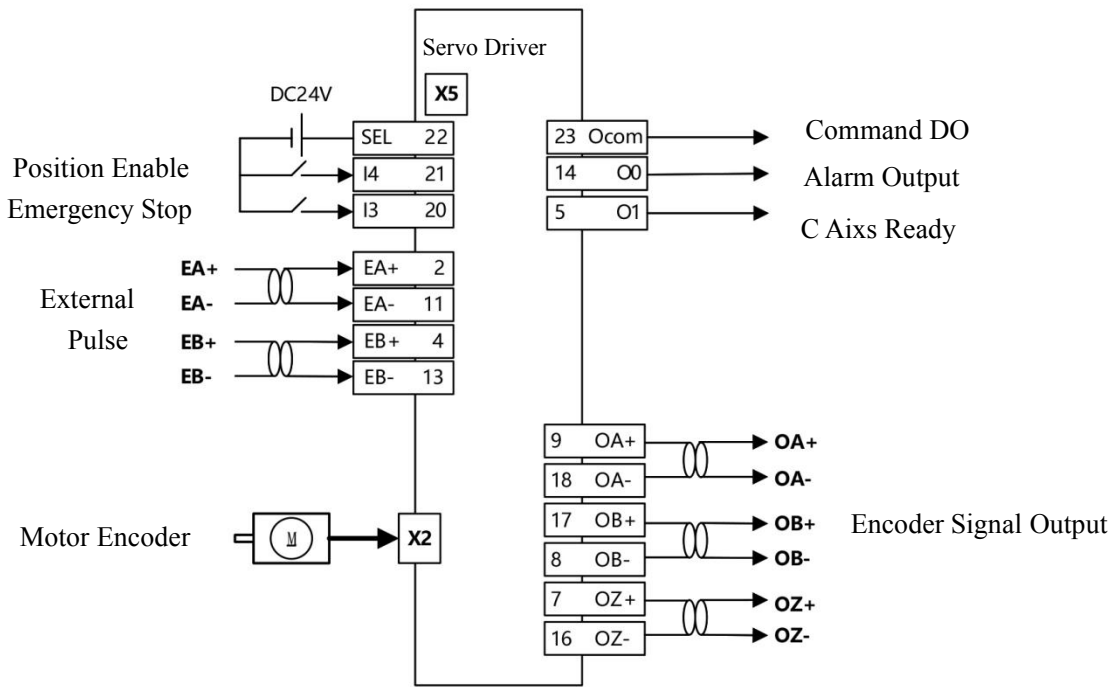 Servo Driver
X5
DC24V
SEL 22
I4 21
I3 20
Position Enable
Emergency Stop
EA+ EA+ 2
EA- EA- 11
EB+ EB+ 4
EB- EB- 13
External
Pulse
23 Ocom Command DO
14 O0 Alarm Output
5 O1 C Aixs Ready
Motor Encoder
M
X2
9 OA+ OA+
18 OA- OA-
17 OB+ OB+
8 OB- OB-
7 OZ+ OZ+
16 OZ- OZ-
Encoder Signal Output